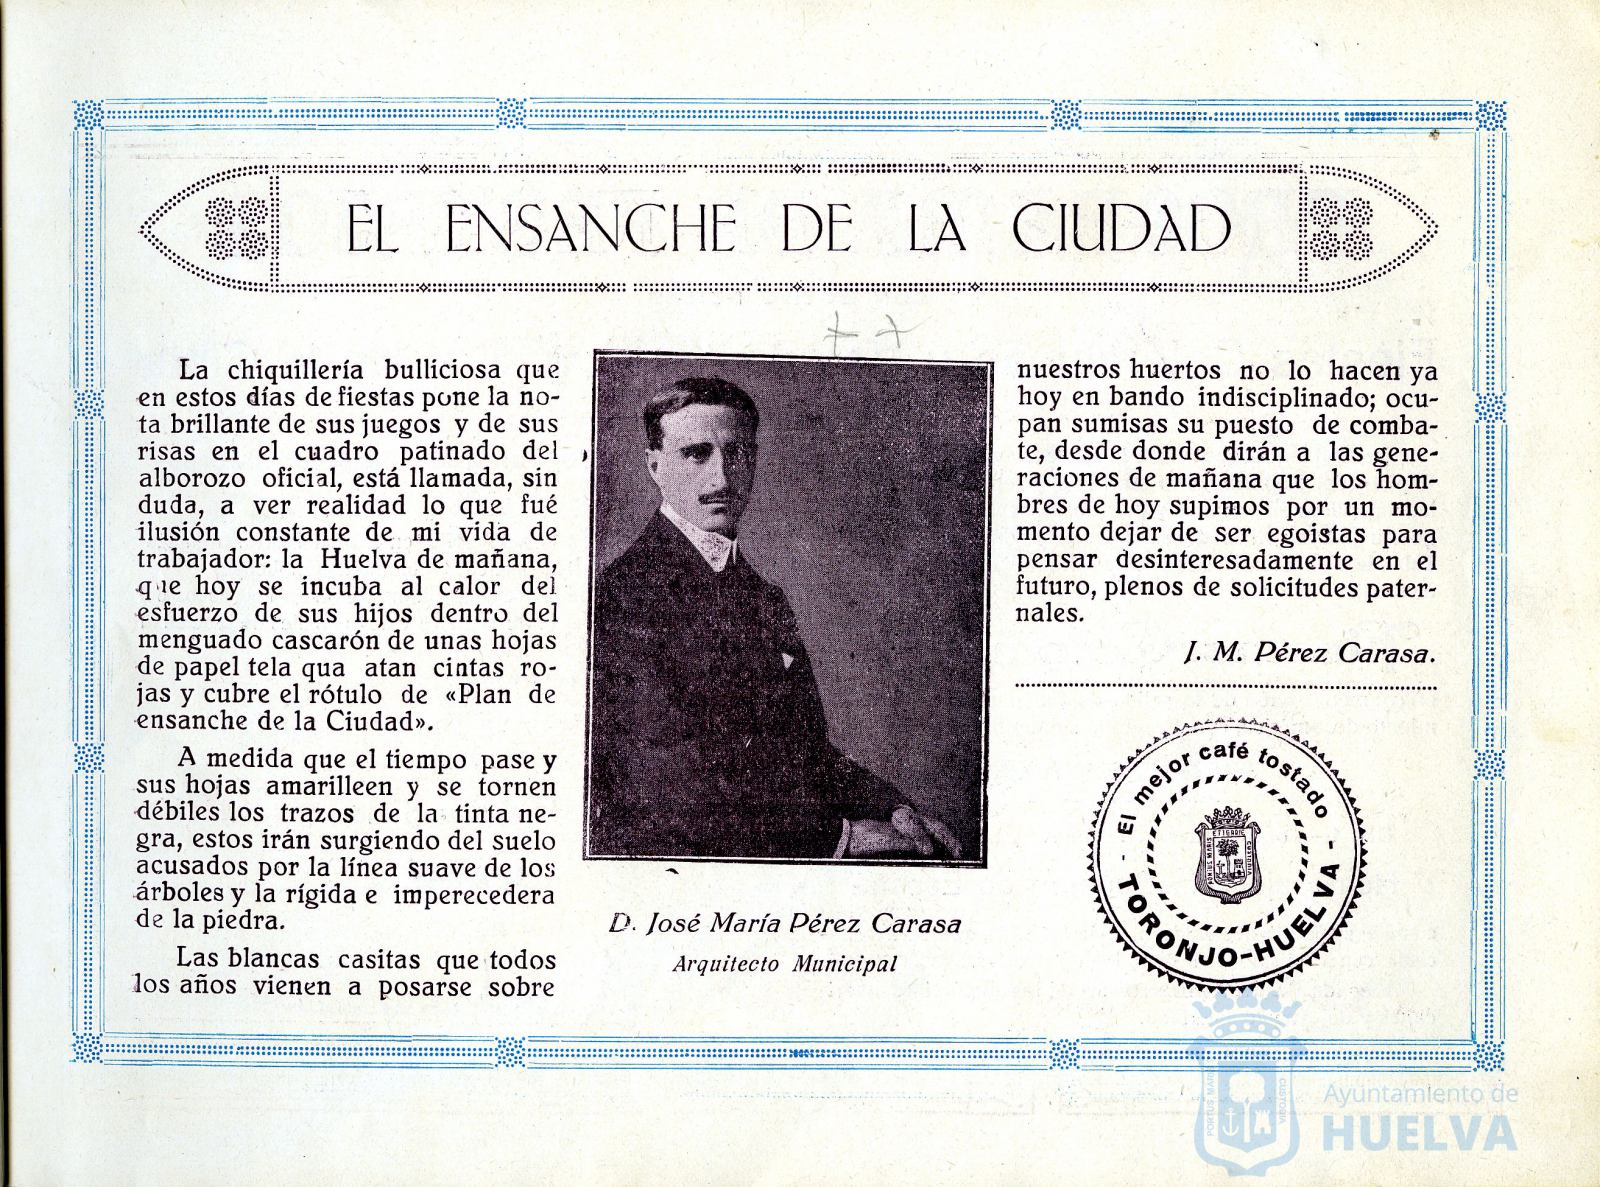 EL ENSANCHE DE LA CIUDAD
La chiquillería bulliciosa que
en estos días de fiestas pone la no-
ta brillante de sus juegos y de sus
risas en el cuadro patinado del
alborozo oficial, está llamada, sin
duda, a ver realidad lo que fué
ilusión constante de mi vida de
trabajador: la Huelva de mañana,
que hoy se incuba al calor del
esfuerzo de sus hijos dentro del
menguado cascarón de unas hojas
de papel tela qua atan cintas ro-
jas y cubre el rótulo de «Plan de
ensanche de la Ciudad».
A medida que el tiempo pase y
sus hojas amarilleen y se tornen
débiles los trazos de la tinta ne-
gra, estos irán surgiendo del suelo
acusados por la línea suave de los
árboles y la rígida e imperecedera
de la piedra.
Las blancas casitas que todos
los años vienen a posarse sobre
D. José María Pérez Carasa
Arquitecto Municipal
nuestros huertos no lo hacen ya
hoy en bando indisciplinado; ocu-
pan sumisas su puesto de comba-
te, desde donde dirán a las gene-
raciones de mañana que los hom-
bres de hoy supimos por un mo-
mento dejar de ser egoistas para
pensar desinteresadamente en el
futuro, plenos de solicitudes pater-
nales.
J. M. Pérez Carasa.
- El mejor café tostado -
TORONJO-HUELVA
PORTUS MARIS CUSTODIA
Ayuntamiento de
HUELVA